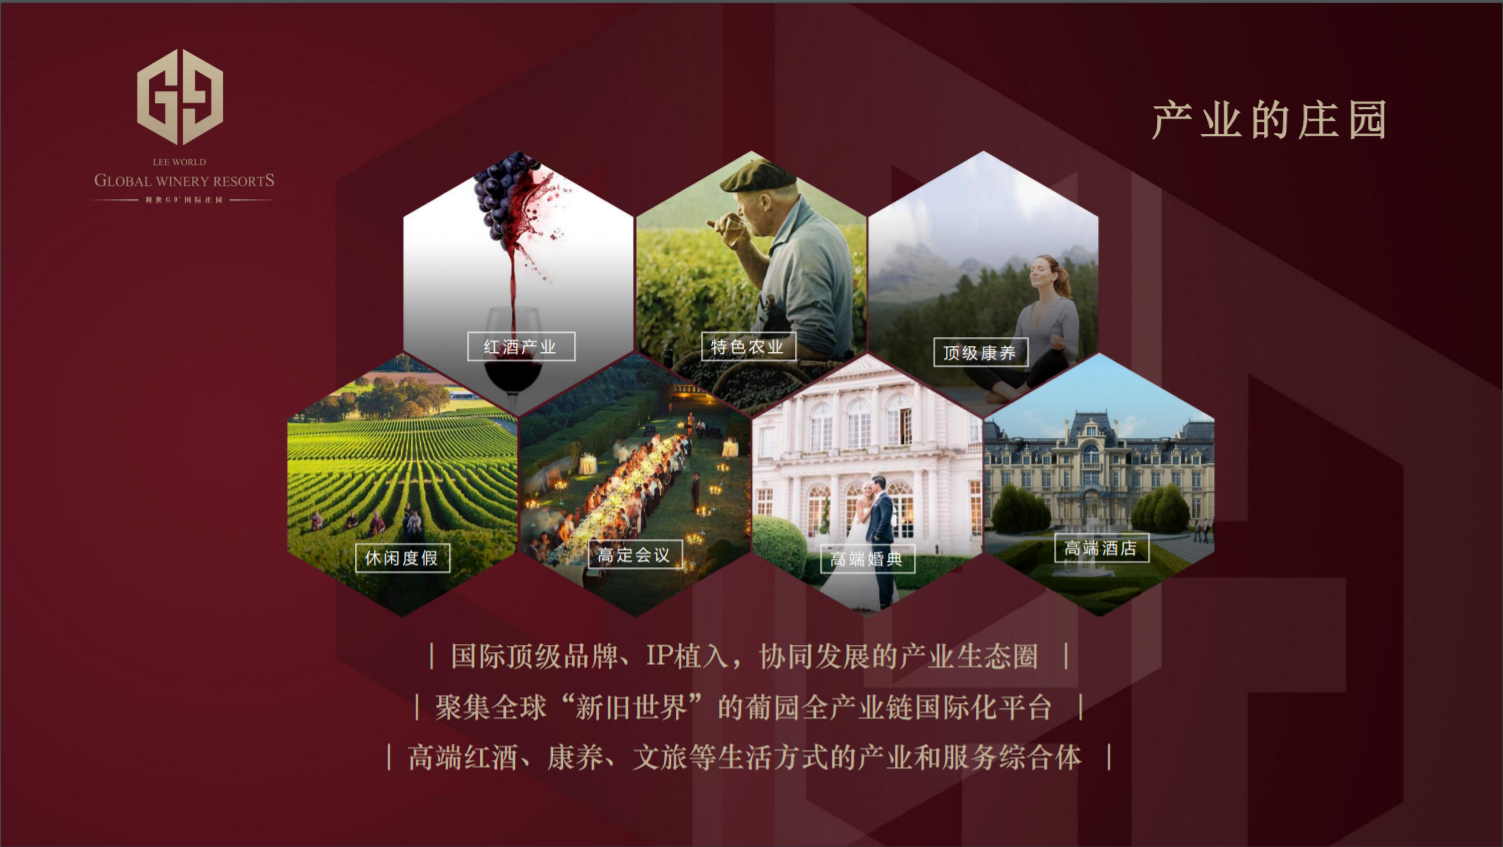 G9
LEE WORLD
GLOBAL WINERY RESORTS
利世G9°国际庄园
产业的庄园
红酒产业
特色农业
顶级康养
休闲度假
高定会议
高端婚典
高端酒店
| 国际顶级品牌、IP植入，协同发展的产业生态圈 |
| 聚集全球“新旧世界”的葡园全产业链国际化平台 |
| 高端红酒、康养、文旅等生活方式的产业和服务综合体 |